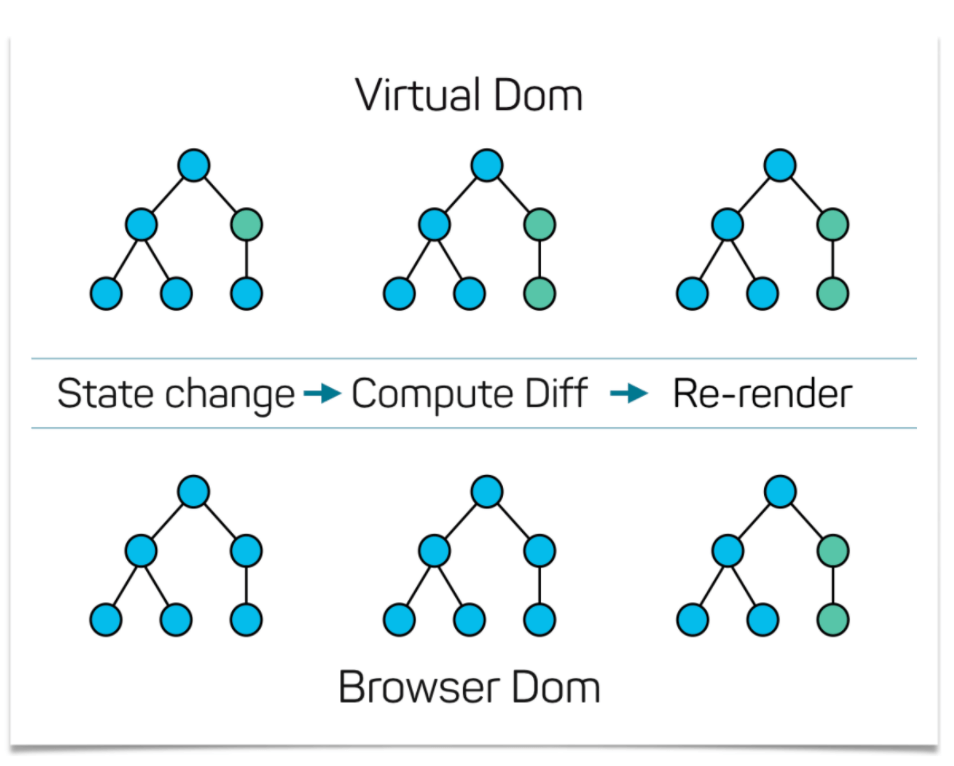 Virtual Dom
State change → Compute Diff → Re-render
Browser Dom